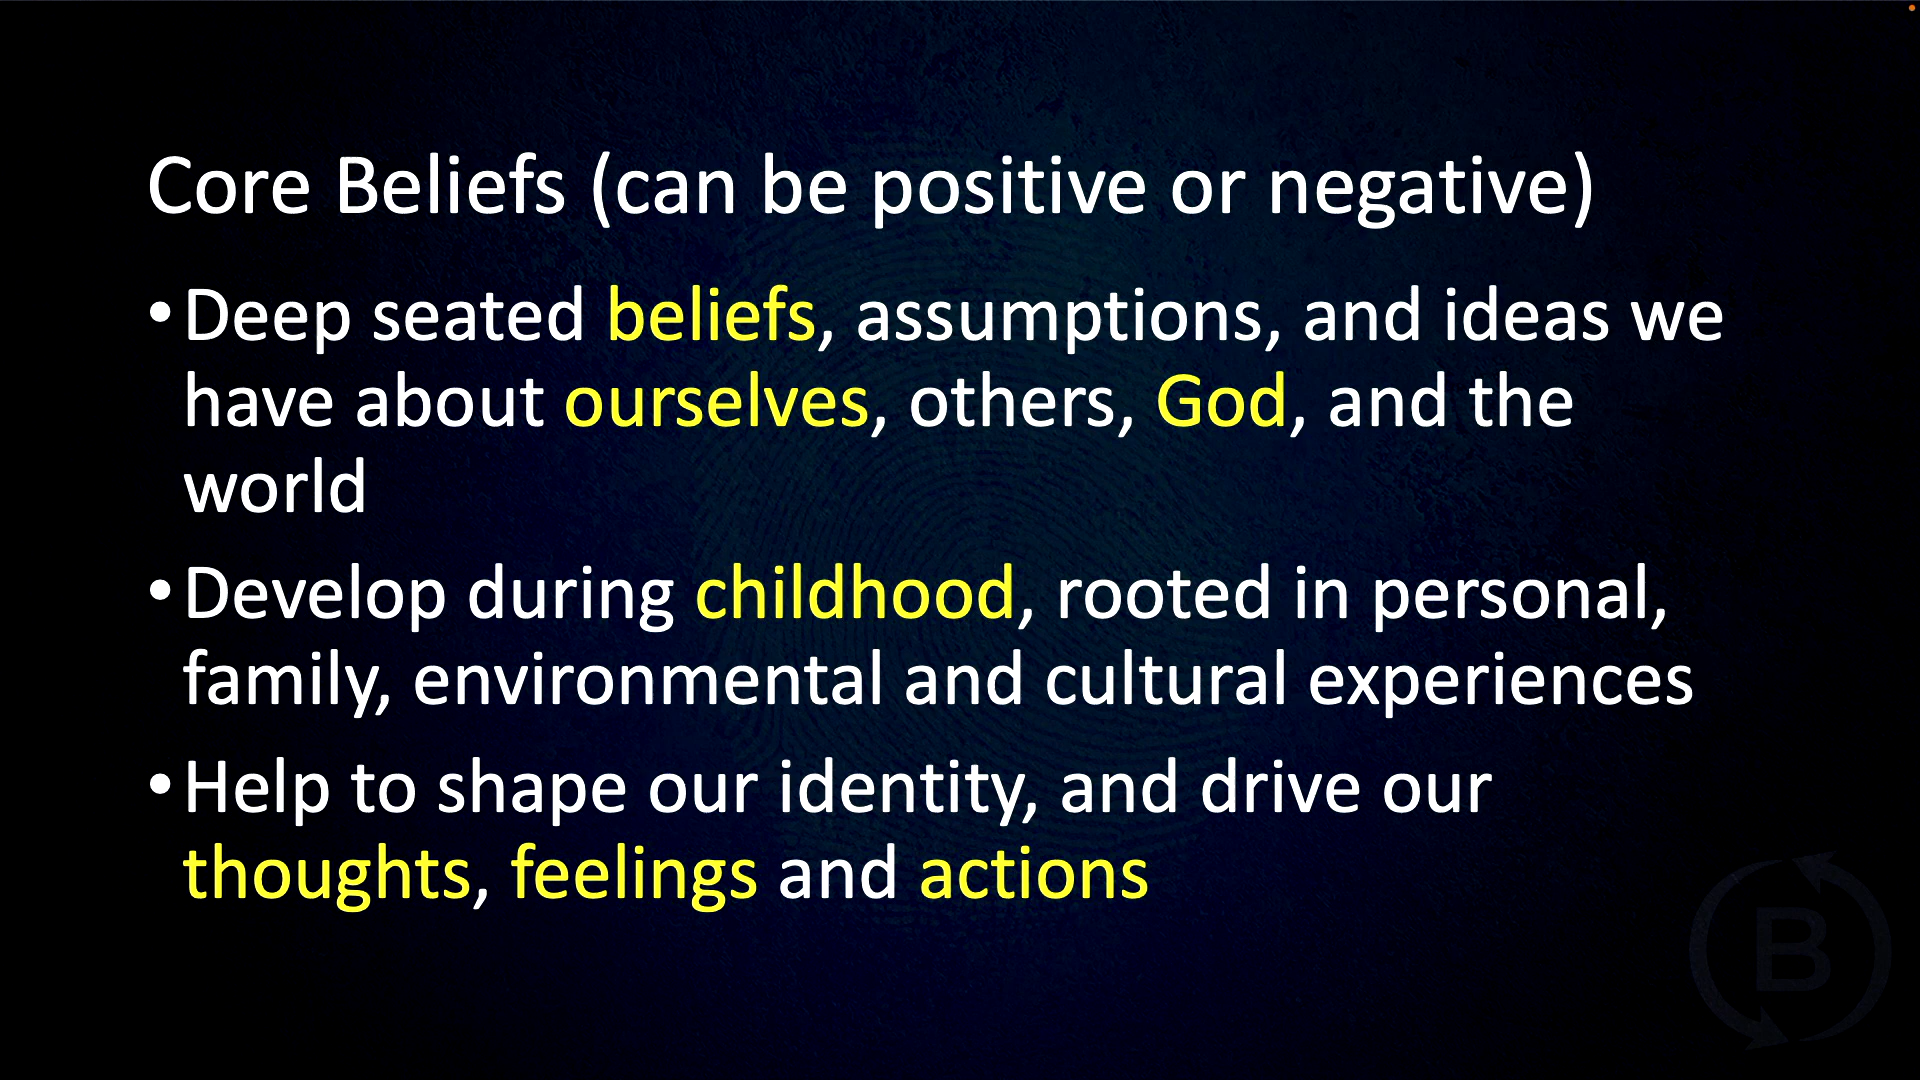 Core Beliefs (can be positive or negative)
•Deep seated beliefs, assumptions, and ideas we
have about ourselves, others, God, and the
world
•Develop during childhood, rooted in personal,
family, environmental and cultural experiences
•Help to shape our identity, and drive our
thoughts, feelings and actions
B